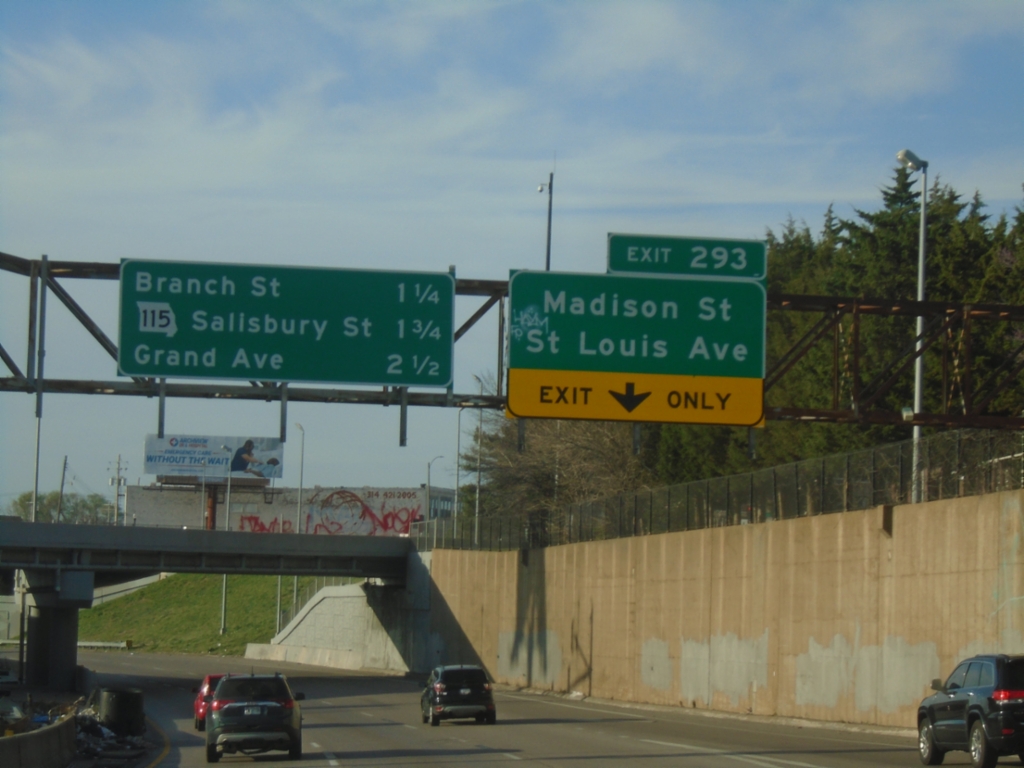 Branch St 1 1/4
115 Salisbury St 1 3/4
Grand Ave 2 1/2
EXIT 293
Madison St
St Louis Ave
EXIT ONLY
WITHOUT THE WAIT